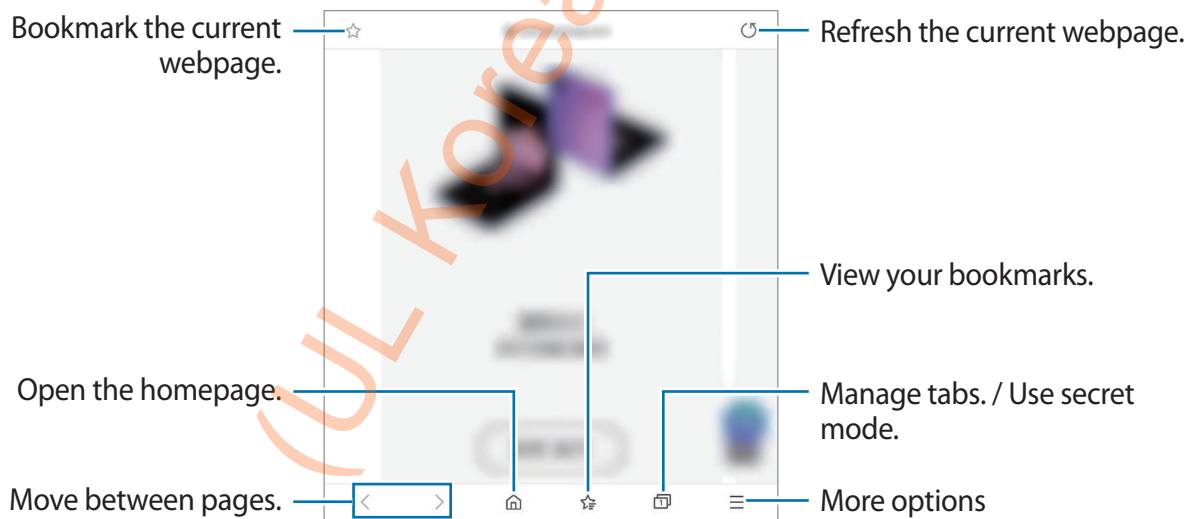 Bookmark the current
webpage.
Refresh the current webpage.
View your bookmarks.
Open the homepage.
Manage tabs. / Use secret
mode.
1
Move between pages.
More options
(UL Korea